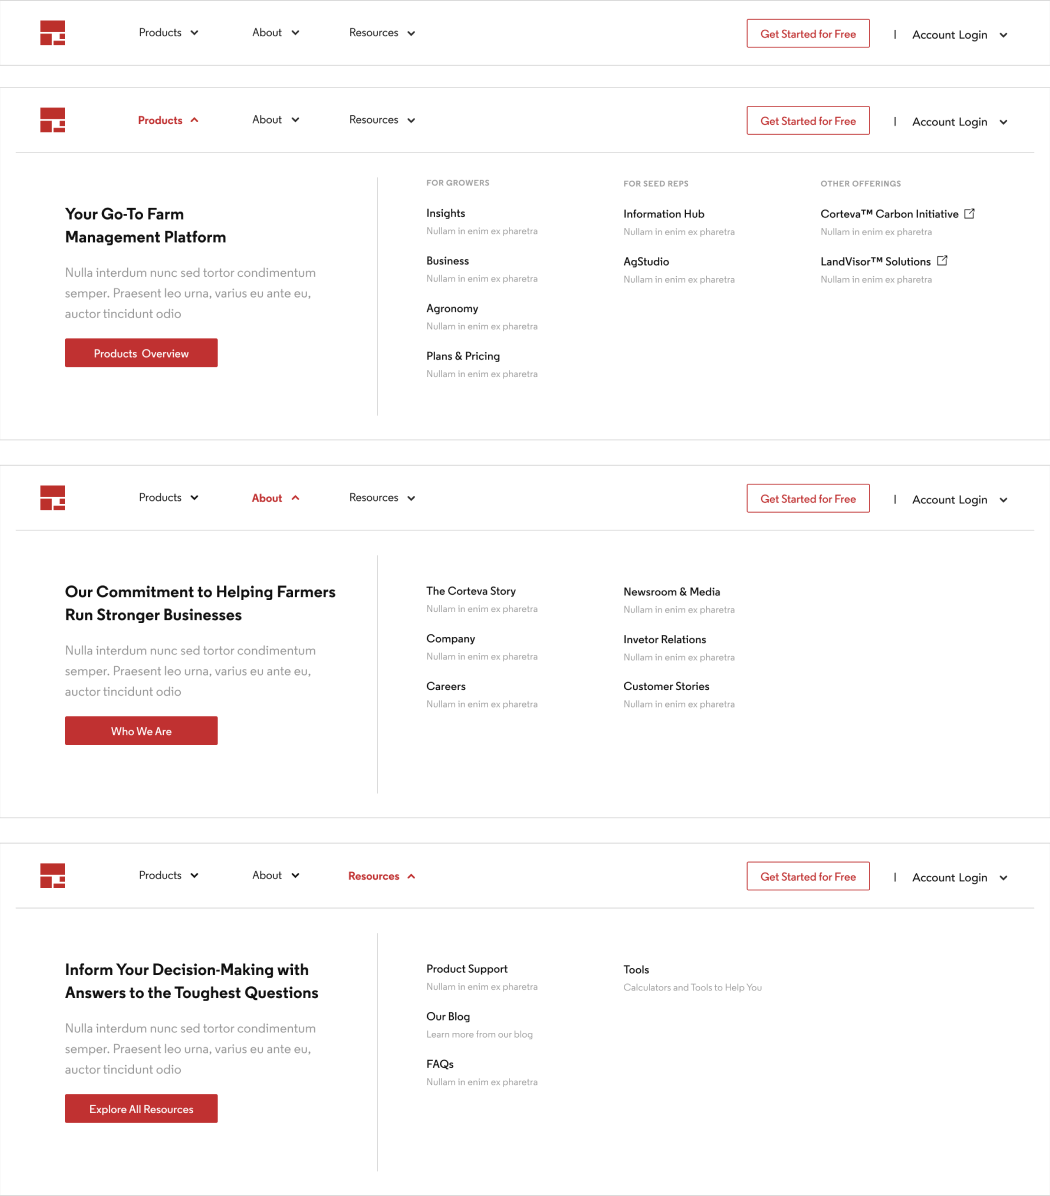 Products About Resources Get Started for Free | Account Login
Products About Resources Get Started for Free | Account Login
Your Go-To Farm
Management Platform
Nulla interdum nunc sed tortor condimentum
semper. Praesent leo urna, varius eu ante eu,
auctor tincidunt odio
Products Overview
FOR GROWERS
Insights
Nullam in enim ex pharetra
Business
Nullam in enim ex pharetra
Agronomy
Nullam in enim ex pharetra
Plans & Pricing
Nullam in enim ex pharetra
FOR SEED REPS
Information Hub
Nullam in enim ex pharetra
AgStudio
Nullam in enim ex pharetra
OTHER OFFERINGS
Corteva™ Carbon Initiative
Nullam in enim ex pharetra
LandVisor™ Solutions
Nullam in enim ex pharetra
Products About Resources Get Started for Free | Account Login
Our Commitment to Helping Farmers
Run Stronger Businesses
Nulla interdum nunc sed tortor condimentum
semper. Praesent leo urna, varius eu ante eu,
auctor tincidunt odio
Who We Are
The Corteva Story
Nullam in enim ex pharetra
Company
Nullam in enim ex pharetra
Careers
Nullam in enim ex pharetra
Newsroom & Media
Nullam in enim ex pharetra
Invetor Relations
Nullam in enim ex pharetra
Customer Stories
Nullam in enim ex pharetra
Products About Resources Get Started for Free | Account Login
Inform Your Decision-Making with
Answers to the Toughest Questions
Nulla interdum nunc sed tortor condimentum
semper. Praesent leo urna, varius eu ante eu,
auctor tincidunt odio
Explore All Resources
Product Support
Nullam in enim ex pharetra
Our Blog
Learn more from our blog
FAQs
Nullam in enim ex pharetra
Tools
Calculators and Tools to Help You